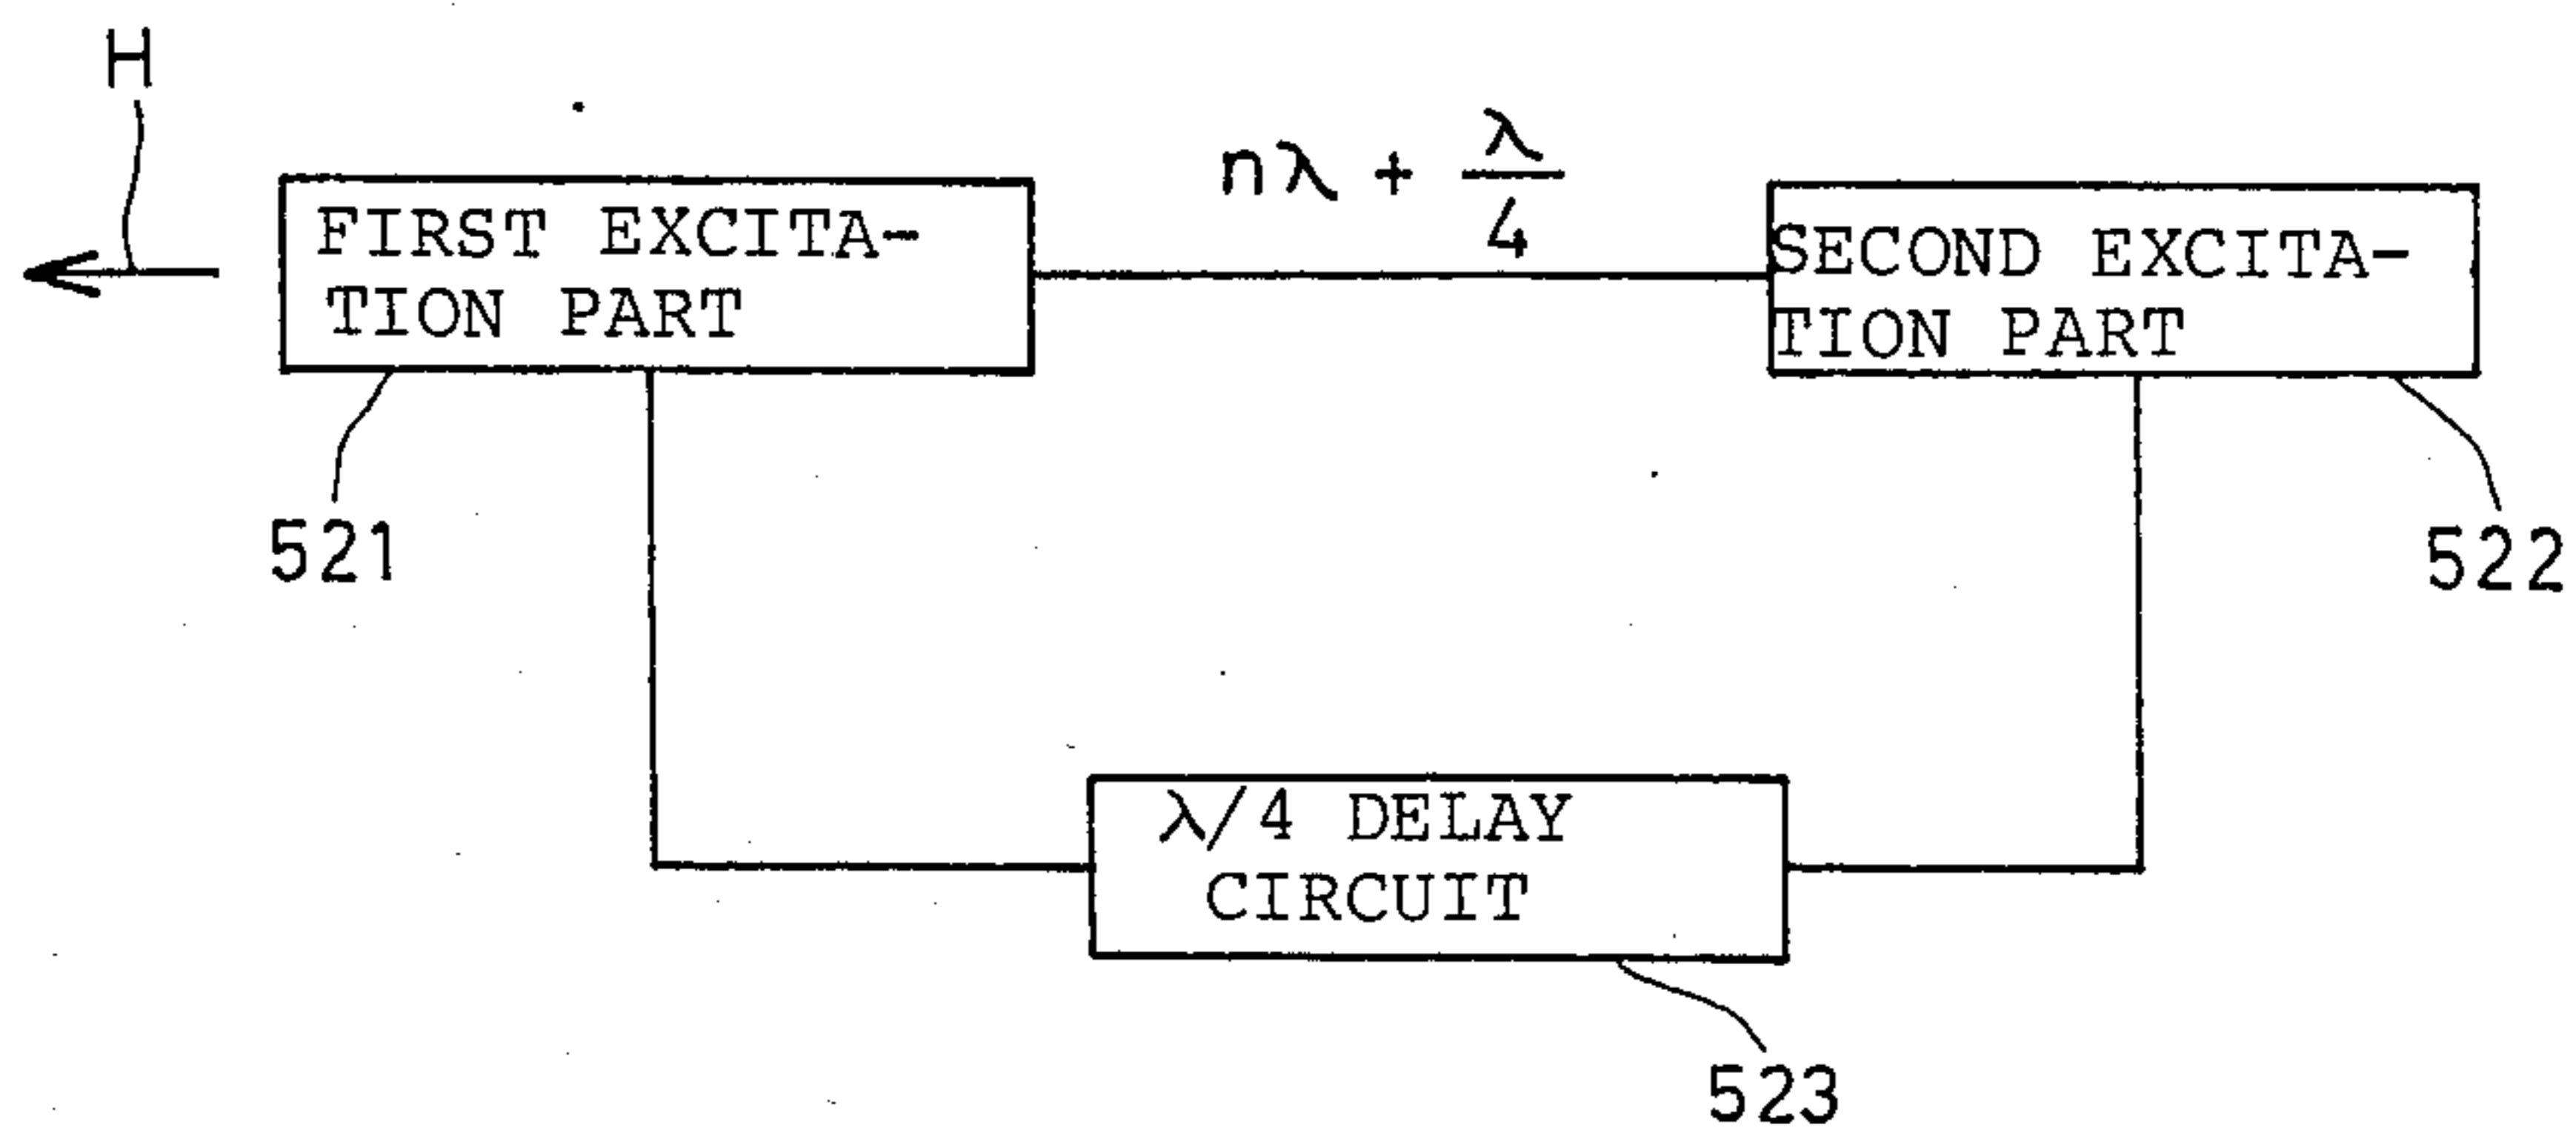 H
nλ + λ/4
FIRST EXCITA-
TION PART
SECOND EXCITA-
TION PART
521
522
λ/4 DELAY
CIRCUIT
523